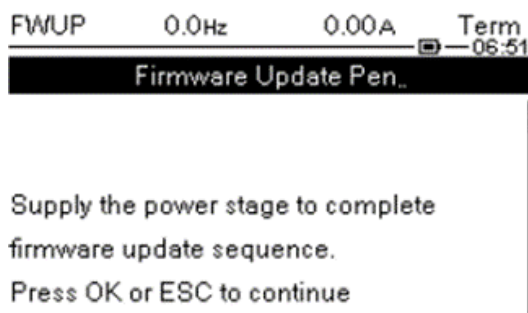 FWUP 0.0Hz 0.00A Term
06:51
Firmware Update Pen..
Supply the power stage to complete
firmware update sequence.
Press OK or ESC to continue